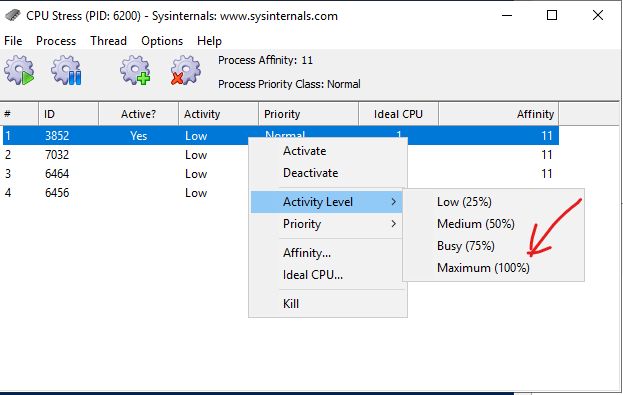 CPU Stress (PID: 6200) - Sysinternals: www.sysinternals.com
File Process Thread Options Help
Process Affinity: 11
Process Priority Class: Normal
# ID Active? Activity Priority Ideal CPU Affinity
1 3852 Yes Low Normal 1 11
2 7032 Low 11
3 6464 Low 11
4 6456 Low
Activate
Deactivate
Activity Level
Priority
Affinity...
Ideal CPU...
Kill
Low (25%)
Medium (50%)
Busy (75%)
Maximum (100%)